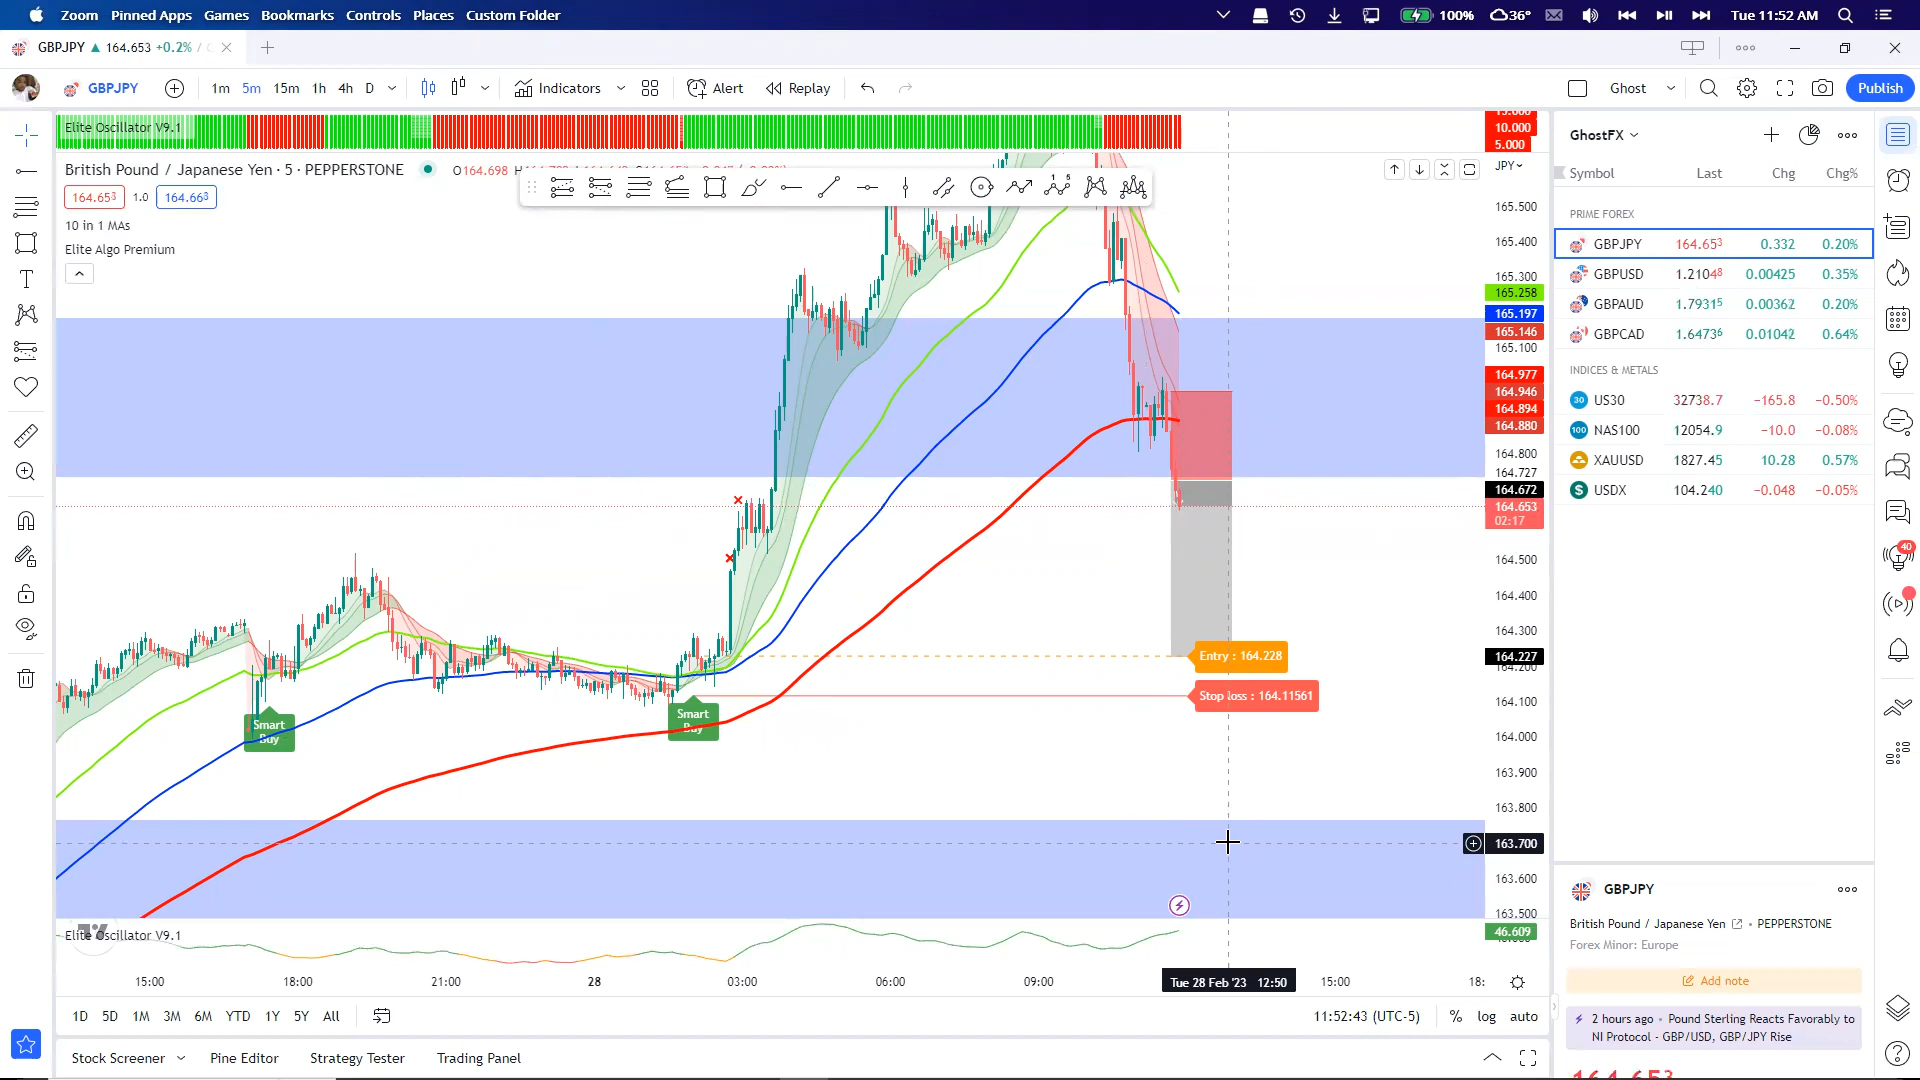 Zoom Pinned Apps Games Bookmarks Controls Places Custom Folder
100% 36° Tue 11:52 AM
GBPJPY ▲ 164.653 +0.2% /
GBPJPY 1m 5m 15m 1h 4h D Indicators Alert Replay Ghost Publish
Elite Oscillator V9.1
British Pound / Japanese Yen · 5 · PEPPERSTONE O164.698
164.653 1.0 164.663
10 in 1 MAs
Elite Algo Premium
JPY
10.000
5.000
165.500
165.400
165.300
165.258
165.197
165.146
165.100
164.977
164.946
164.894
164.880
164.800
164.727
164.672
164.653
02:17
164.500
164.400
164.300
164.227
164.200
164.100
164.000
163.900
163.800
163.700
163.600
163.500
Entry : 164.228
Stop loss : 164.11561
Smart
Buy
Smart
Buy
Elite Oscillator V9.1
46.609
15:00 18:00 21:00 28 03:00 06:00 09:00 Tue 28 Feb '23 12:50 15:00 18:
1D 5D 1M 3M 6M YTD 1Y 5Y All
11:52:43 (UTC-5) % log auto
Stock Screener Pine Editor Strategy Tester Trading Panel
GhostFX
Symbol Last Chg Chg%
PRIME FOREX
GBPJPY 164.653 0.332 0.20%
GBPUSD 1.21048 0.00425 0.35%
GBPAUD 1.79315 0.00362 0.20%
GBPCAD 1.64736 0.01042 0.64%
INDICES & METALS
30 US30 32738.7 −165.8 −0.50%
100 NAS100 12054.9 −10.0 −0.08%
XAUUSD 1827.45 10.28 0.57%
$ USDX 104.240 −0.048 −0.05%
40
GBPJPY
British Pound / Japanese Yen • PEPPERSTONE
Forex Minor: Europe
Add note
2 hours ago • Pound Sterling Reacts Favorably to
NI Protocol - GBP/USD, GBP/JPY Rise